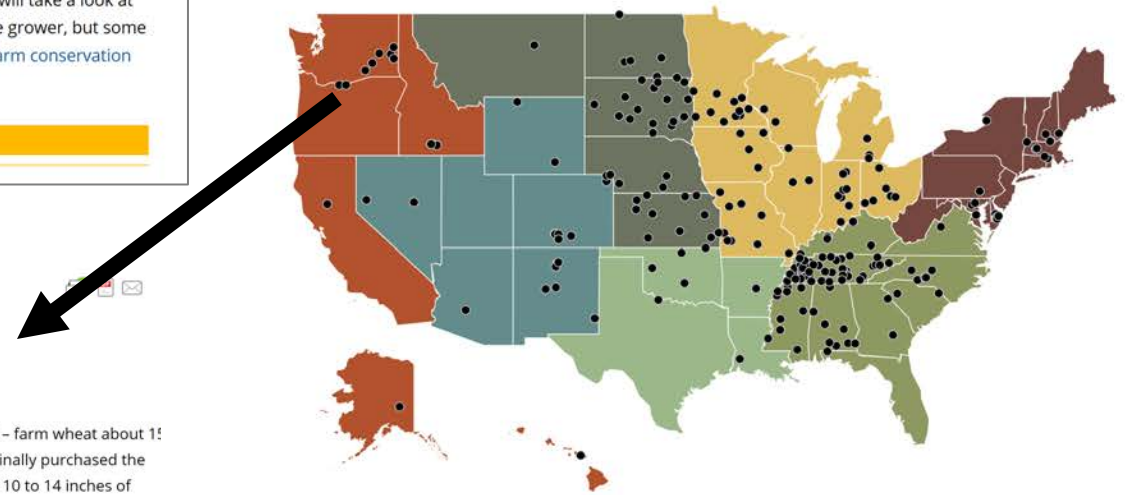 will take a look at
grower, but some
arm conservation
– farm wheat about
inally purchased the
10 to 14 inches of